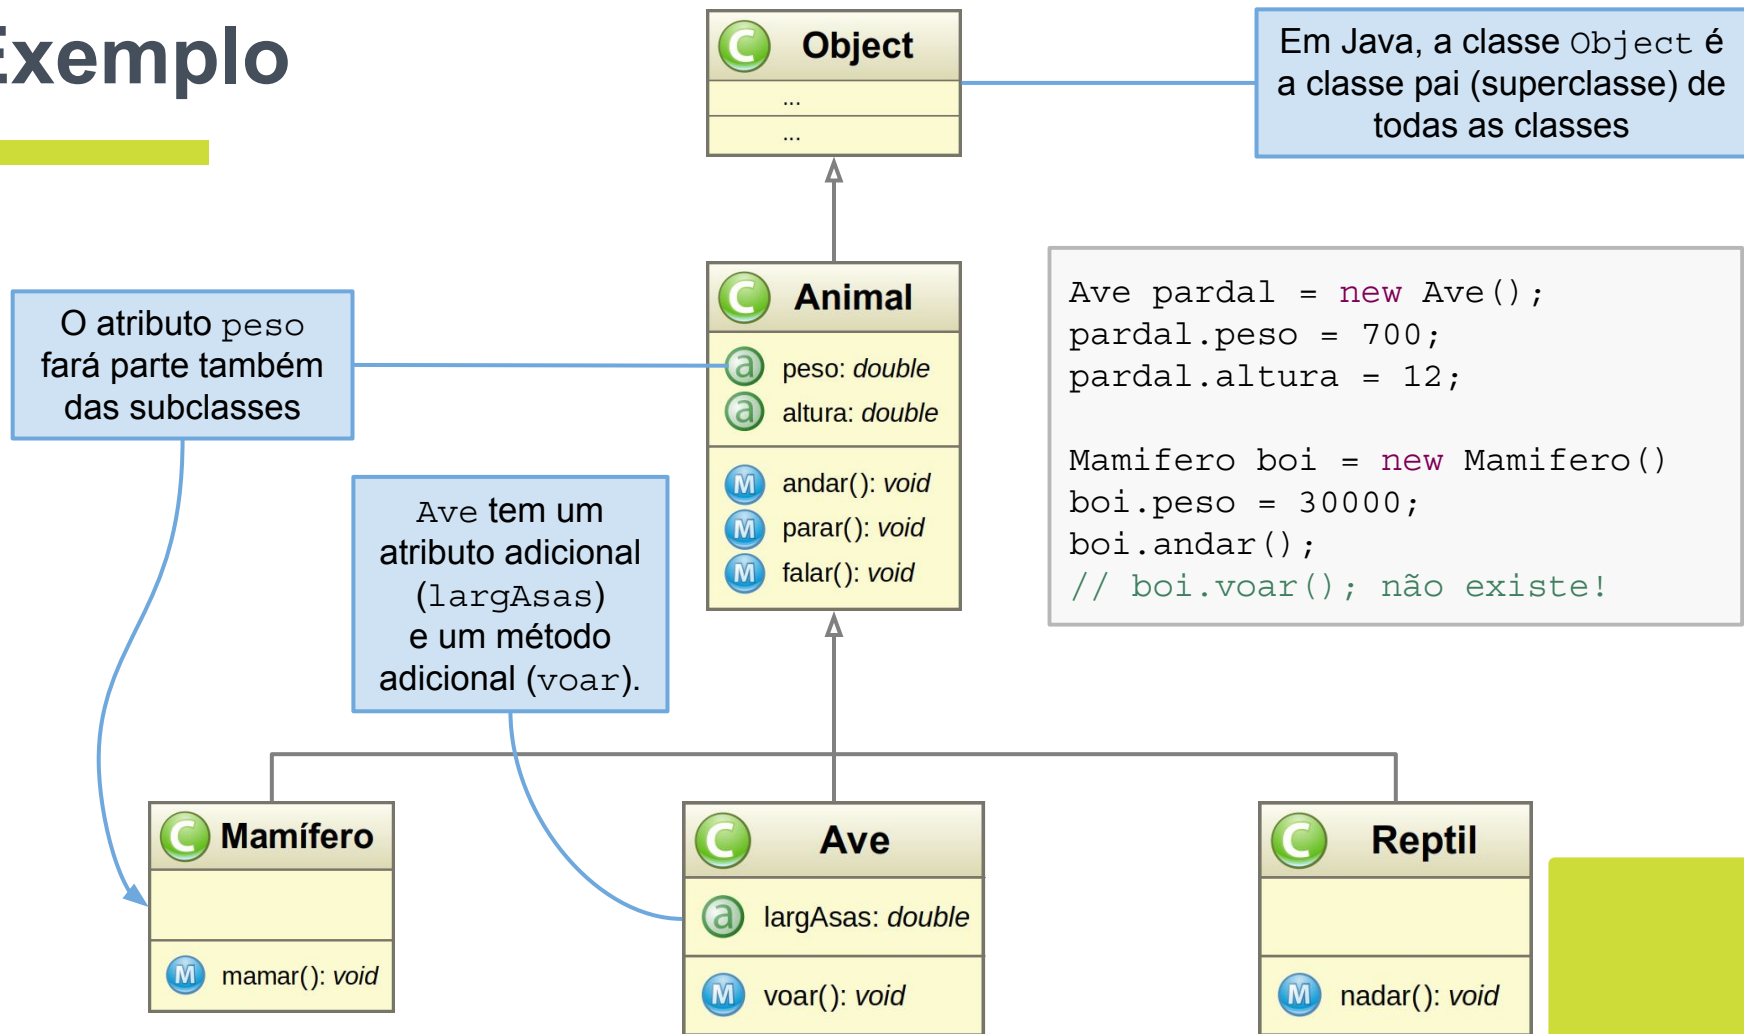 Exemplo
Object
...
...
Em Java, a classe Object é
a classe pai (superclasse) de
todas as classes
Animal
a peso: double
a altura: double
M andar(): void
M parar(): void
M falar(): void
O atributo peso
fará parte também
das subclasses
Ave pardal = new Ave();
pardal.peso = 700;
pardal.altura = 12;
Mamifero boi = new Mamifero()
boi.peso = 30000;
boi.andar();
// boi.voar(); não existe!
Ave tem um
atributo adicional
(largAsas)
e um método
adicional (voar).
C Mamífero
M mamar(): void
C Ave
a largAsas: double
M voar(): void
C Reptil
M nadar(): void